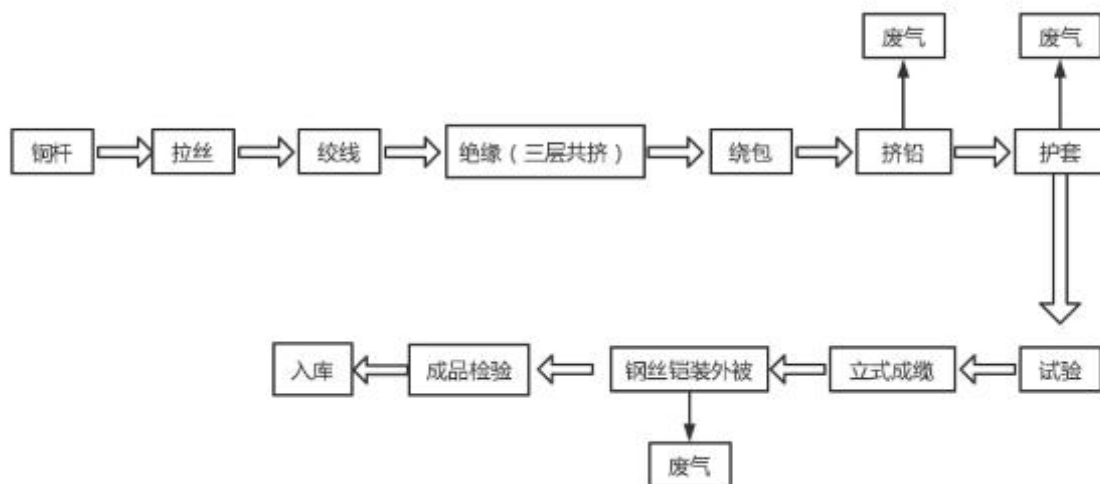 废气 废气
铜杆 拉丝 绞线 绝缘（三层共挤） 绕包 挤铅 护套
入库 成品检验 钢丝铠装外被 立式成缆 试验
废气